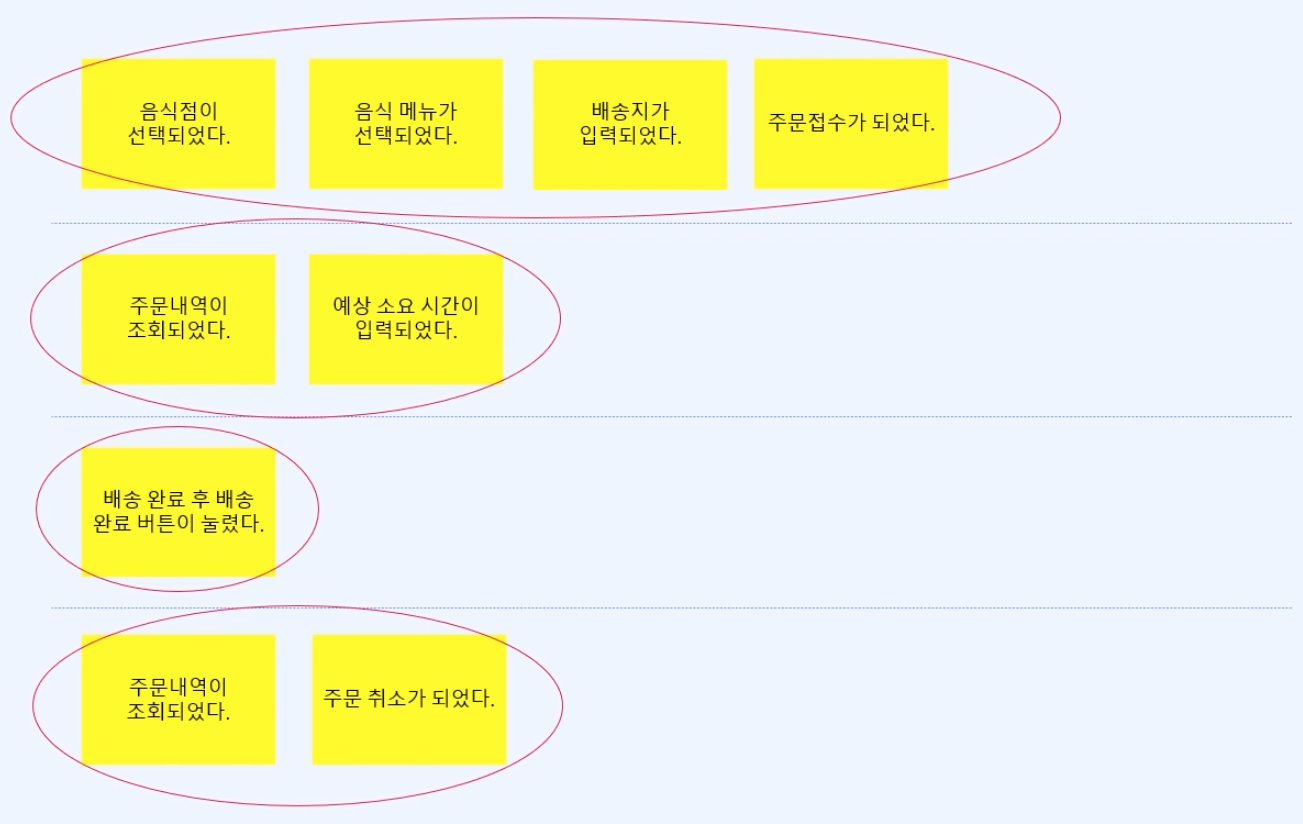 음식점이
선택되었다.
음식 메뉴가
선택되었다.
배송지가
입력되었다.
주문접수가 되었다.
주문내역이
조회되었다.
예상 소요 시간이
입력되었다.
배송 완료 후 배송
완료 버튼이 눌렸다.
주문내역이
조회되었다.
주문 취소가 되었다.